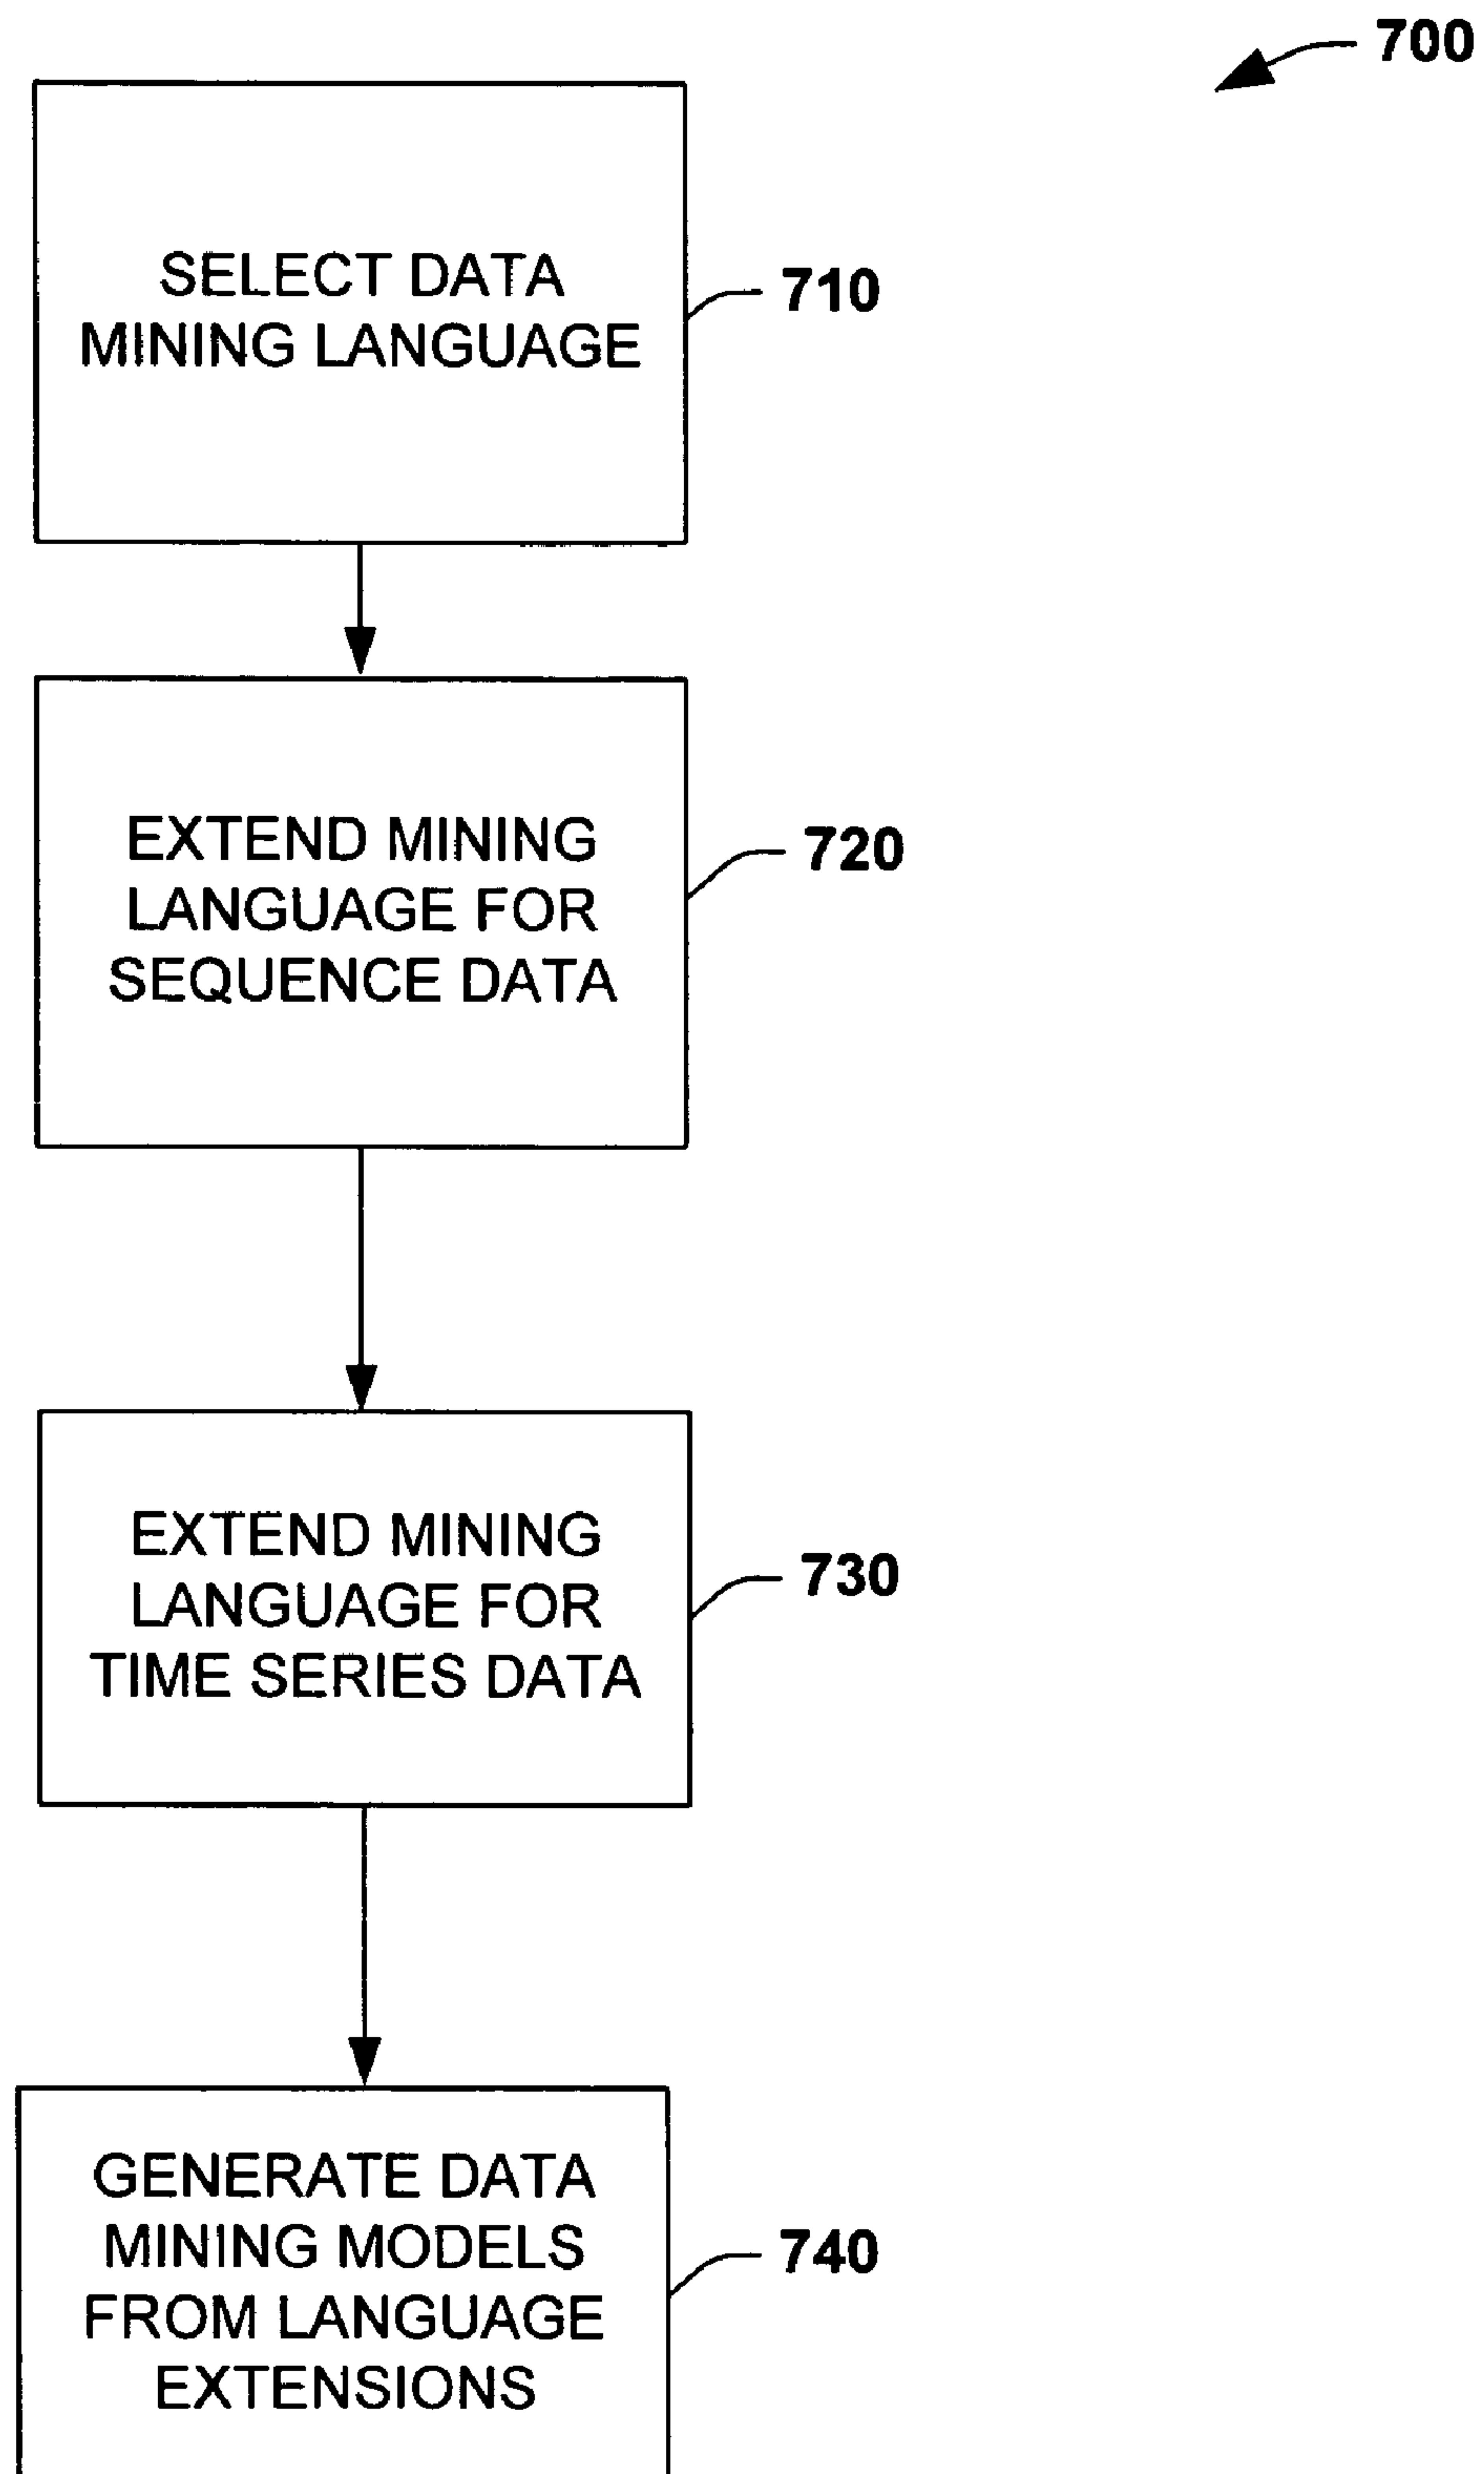 700
SELECT DATA
MINING LANGUAGE
710
EXTEND MINING
LANGUAGE FOR
SEQUENCE DATA
720
EXTEND MINING
LANGUAGE FOR
TIME SERIES DATA
730
GENERATE DATA
MINING MODELS
FROM LANGUAGE
EXTENSIONS
740